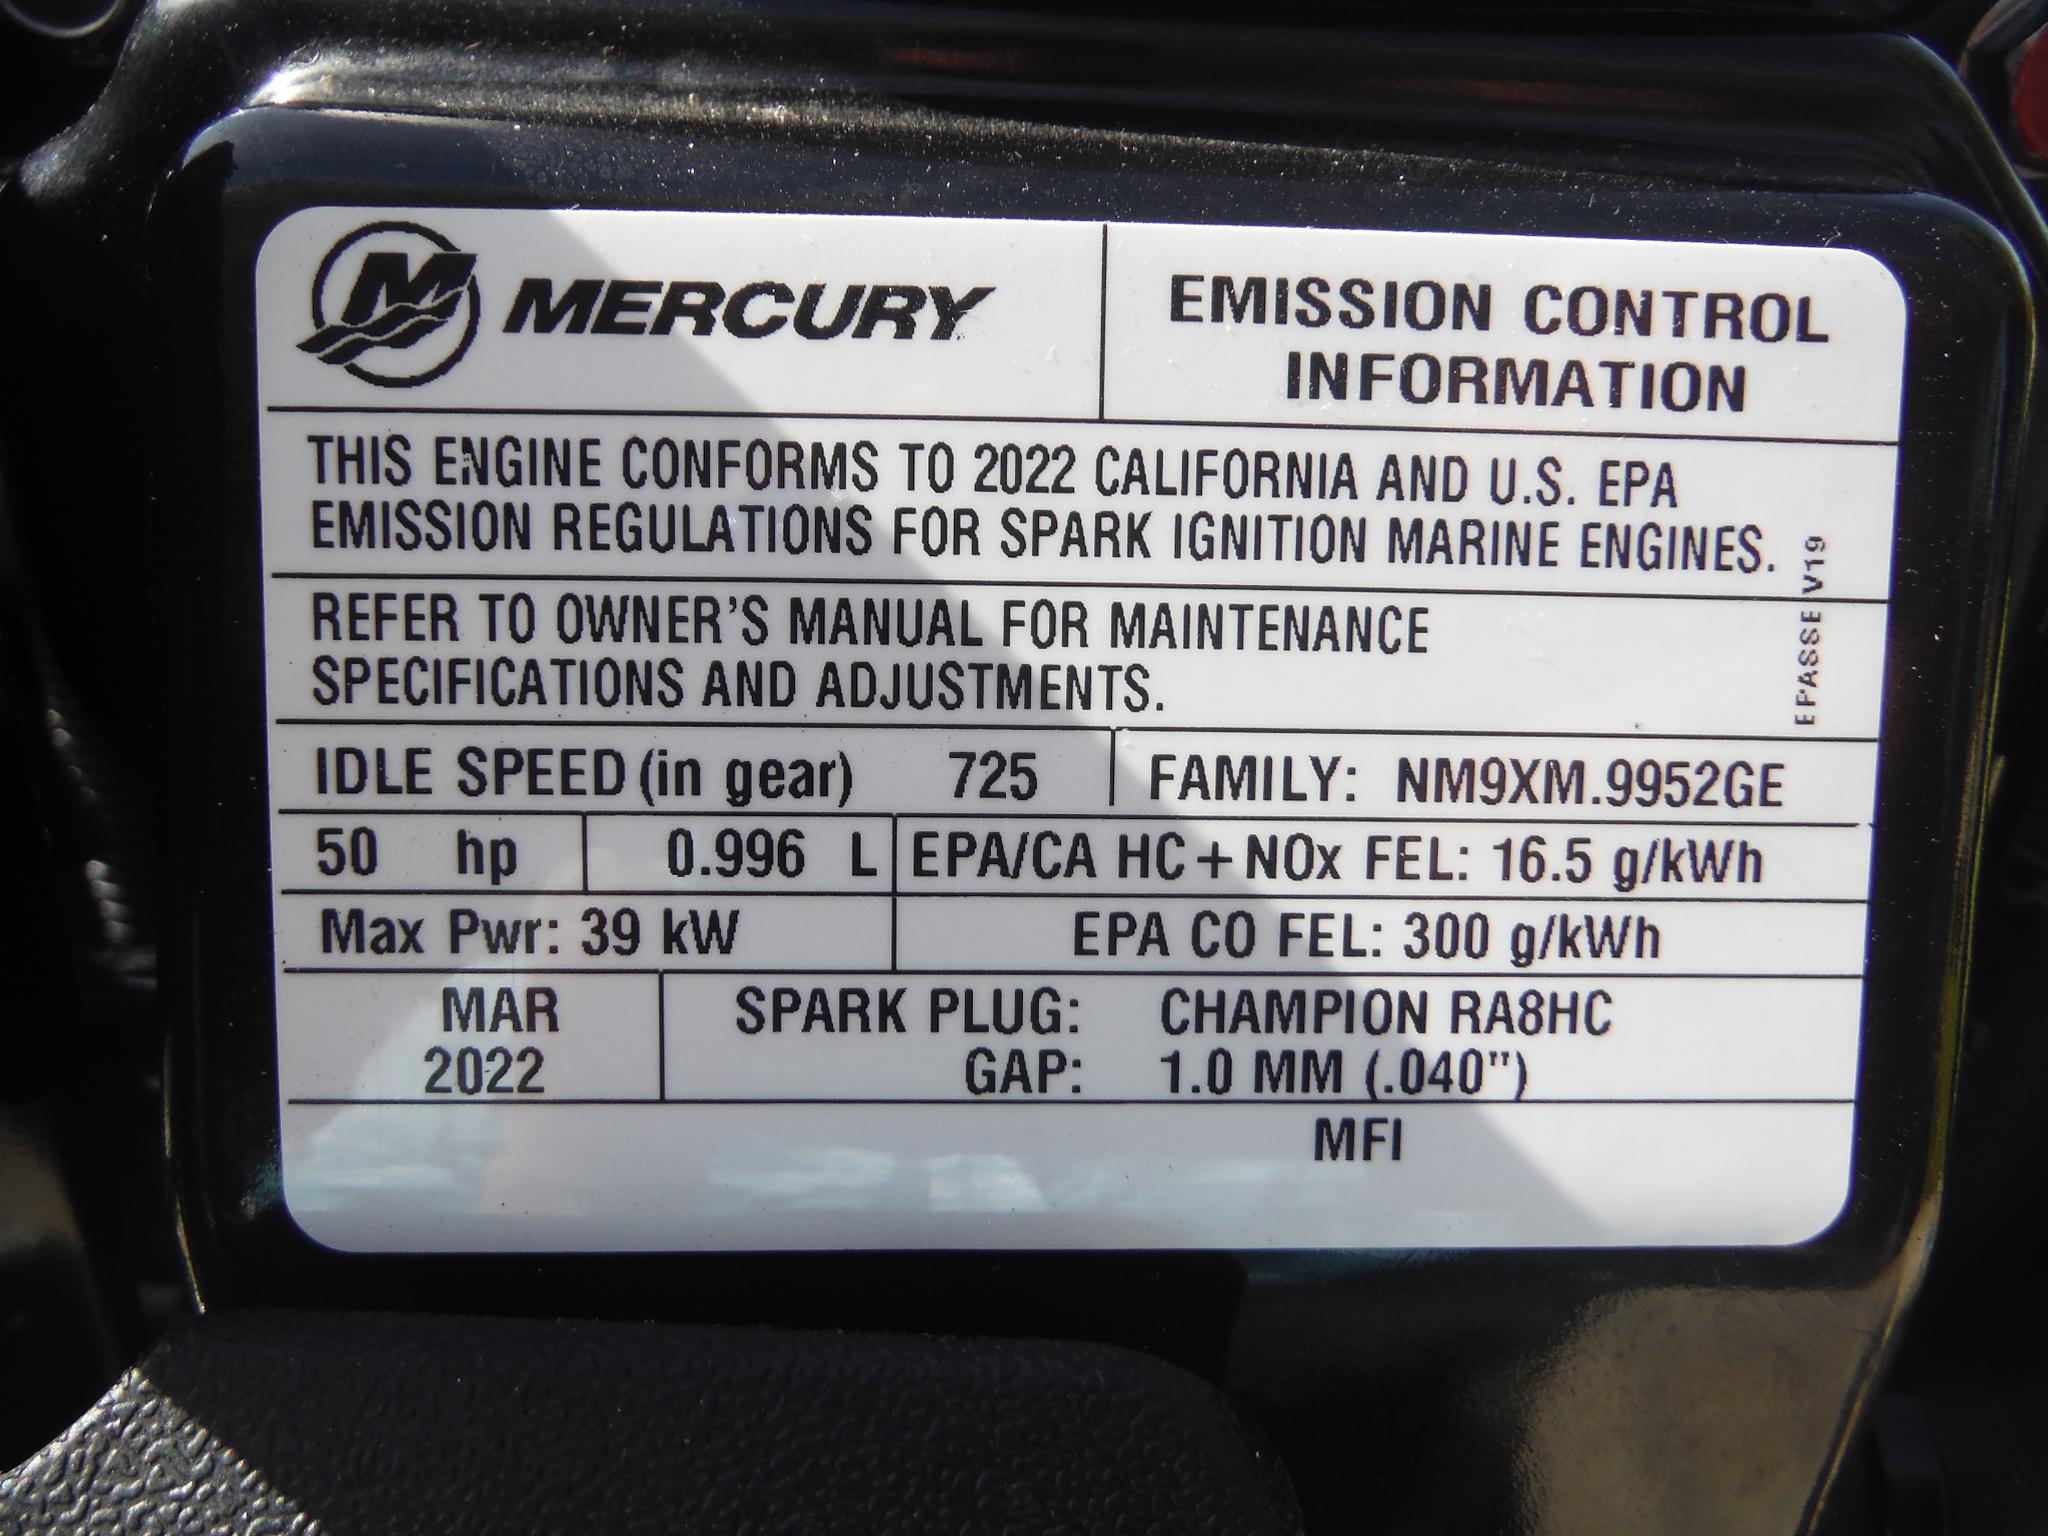 MERCURY
EMISSION CONTROL
INFORMATION
THIS ENGINE CONFORMS TO 2022 CALIFORNIA AND U.S. EPA
EMISSION REGULATIONS FOR SPARK IGNITION MARINE ENGINES.
REFER TO OWNER'S MANUAL FOR MAINTENANCE
SPECIFICATIONS AND ADJUSTMENTS.
EPASSE V19
IDLE SPEED (in gear) 725
FAMILY: NM9XM.9952GE
50 hp 0.996 L EPA/CA HC+NOx FEL: 16.5 g/kWh
Max Pwr: 39 kW EPA CO FEL: 300 g/kWh
MAR
2022
SPARK PLUG: CHAMPION RA8HC
GAP: 1.0 MM (.040")
MFI